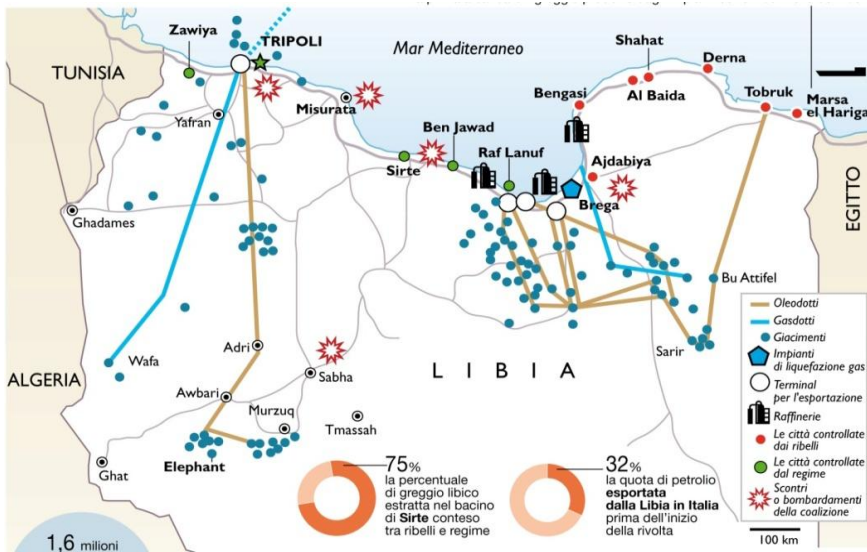 Zawiya
TRIPOLI
Mar Mediterraneo
Shahat
Derna
TUNISIA
Bengasi
Al Baida
Tobruk
Marsa
el Hariga
Misurata
Yafran
Ben Jawad
Raf Lanuf
Ajdabiya
Sirte
Brega
EGITTO
Ghadames
Bu Attifel
Adri
Wafa
Sarir
ALGERIA
Sabha
LIBIA
Awbari
Murzuq
Tmassah
Ghat
Elephant
Oleodotti
Gasdotti
Giacimenti
Impianti
di liquefazione gas
Terminal
per l'esportazione
Raffinerie
Le città controllate
dai ribelli
Le città controllate
dal regime
Scontri
o bombardamenti
della coalizione
100 km
75%
la percentuale
di greggio libico
estratta nel bacino
di Sirte conteso
tra ribelli e regime
32%
la quota di petrolio
esportata
dalla Libia in Italia
prima dell'inizio
della rivolta
1,6 milioni